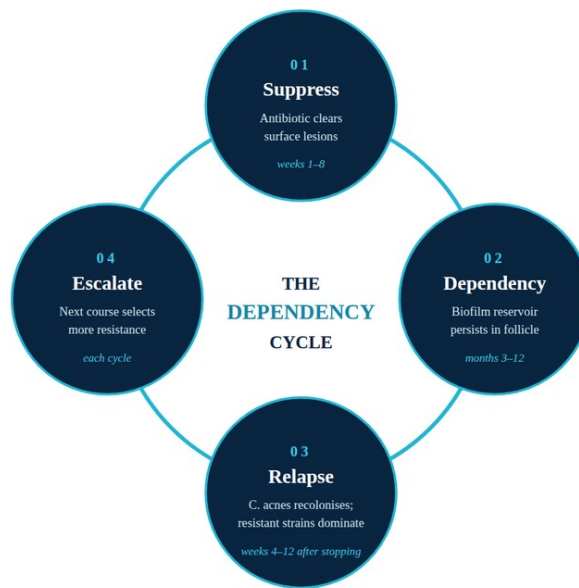 01
Suppress
Antibiotic clears
surface lesions
weeks 1–8
02
Dependency
Biofilm reservoir
persists in follicle
months 3–12
03
Relapse
C. acnes recolonises;
resistant strains dominate
weeks 4–12 after stopping
04
Escalate
Next course selects
more resistance
each cycle
THE
DEPENDENCY
CYCLE